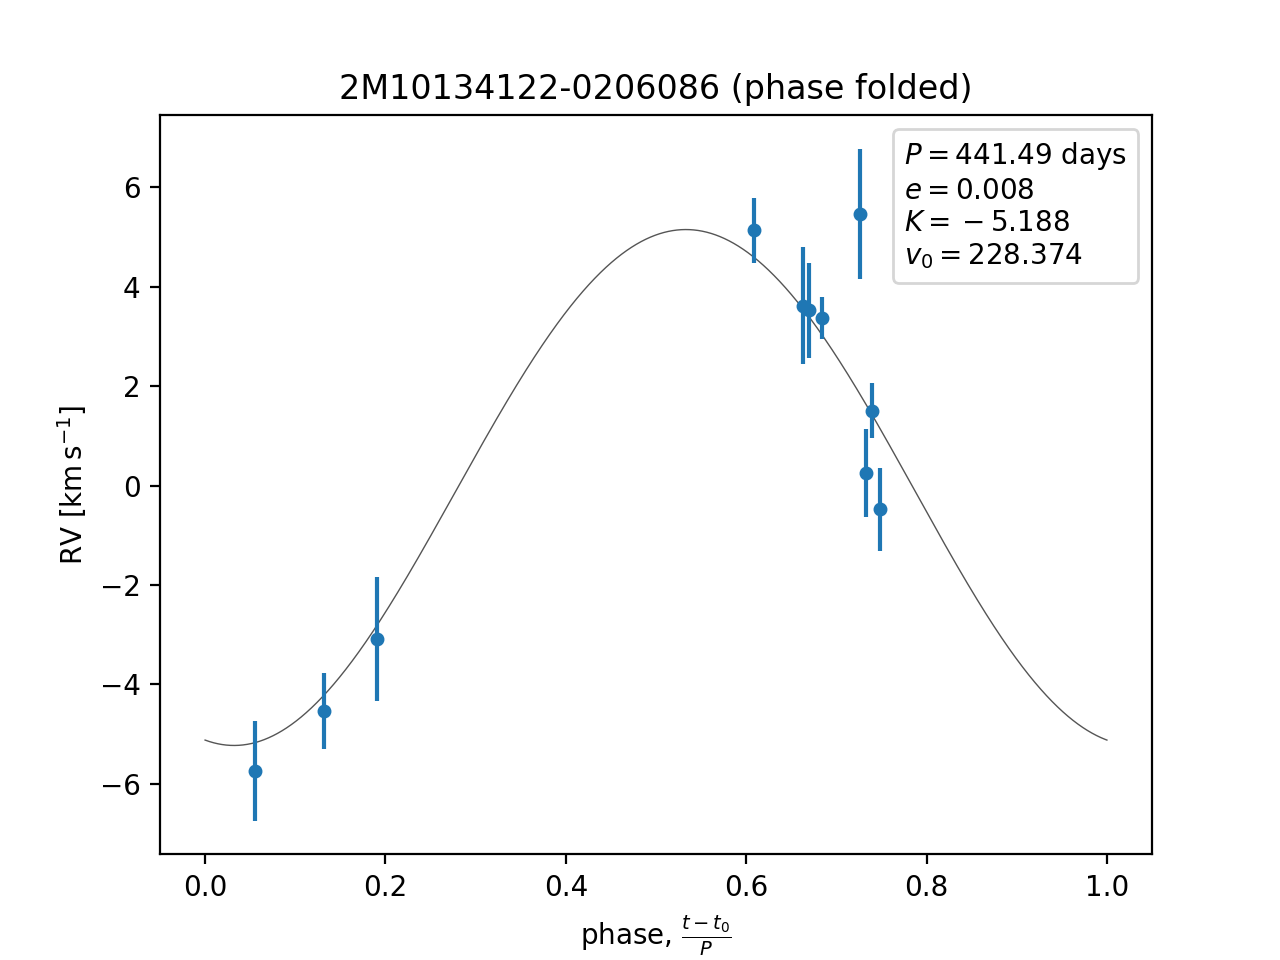 2M10134122-0206086 (phase folded)
P = 441.49 days
e = 0.008
K = −5.188
v₀ = 228.374
RV [km s⁻¹]
6
4
2
0
−2
−4
−6
0.0 0.2 0.4 0.6 0.8 1.0
phase, (t − t₀)/P